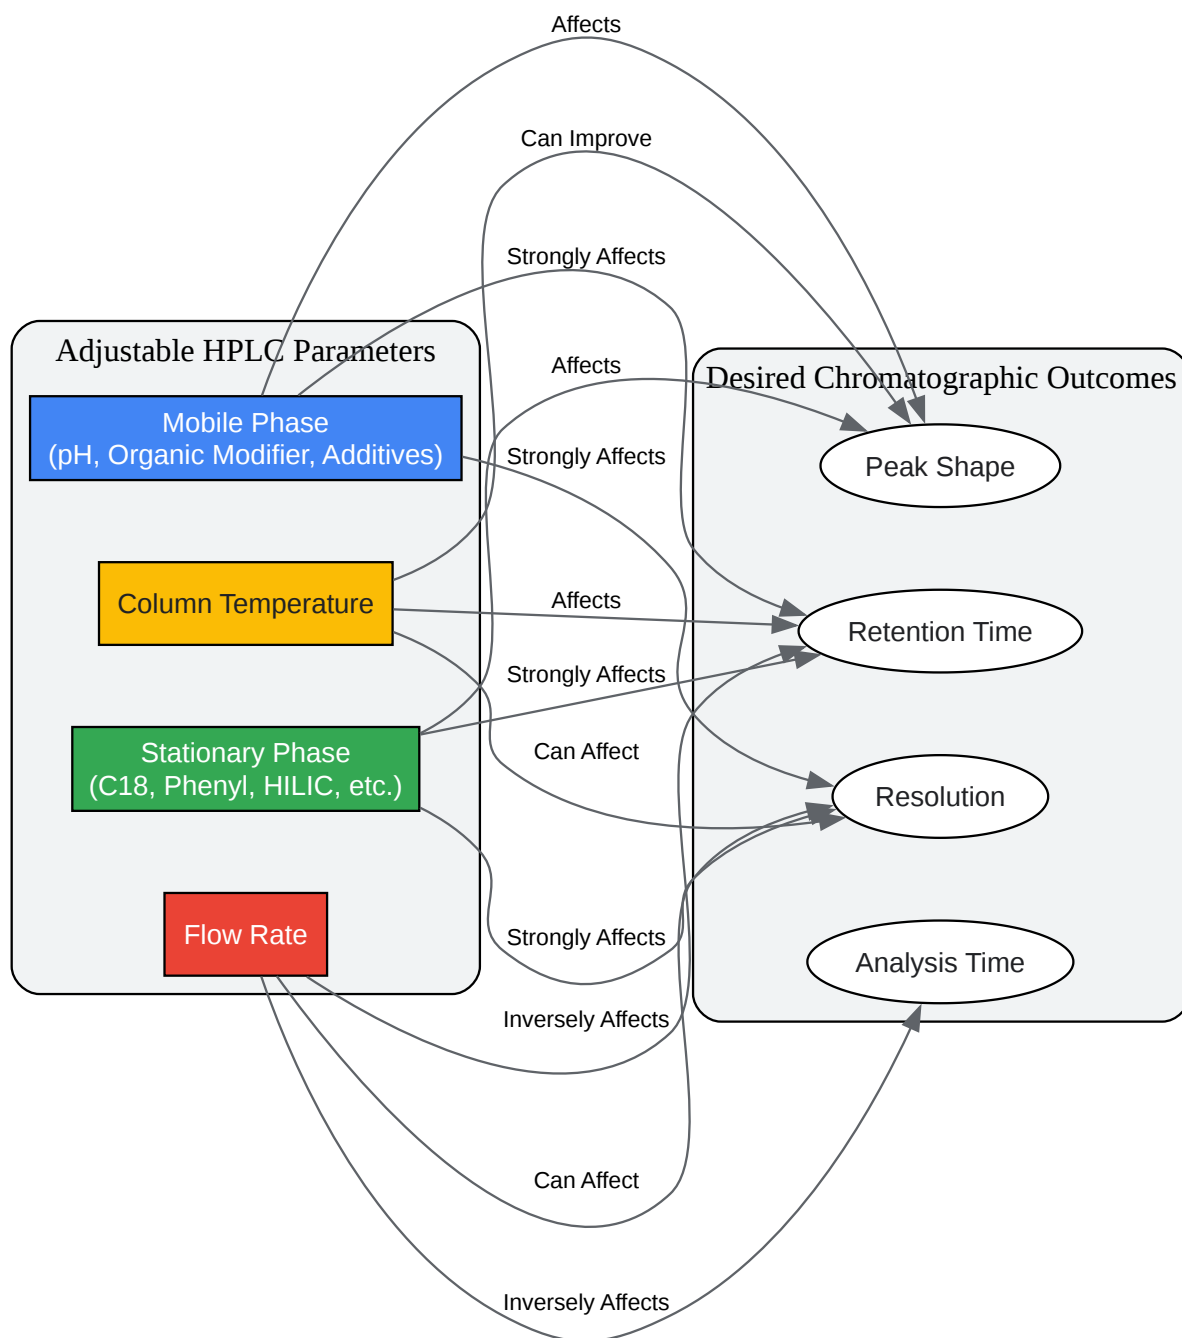 Affects
Can Improve
Strongly Affects
Adjustable HPLC Parameters
Affects
Desired Chromatographic Outcomes
Mobile Phase
(pH, Organic Modifier, Additives)
Strongly Affects
Peak Shape
Column Temperature
Affects
Retention Time
Strongly Affects
Stationary Phase
(C18, Phenyl, HILIC, etc.)
Can Affect
Resolution
Flow Rate
Strongly Affects
Analysis Time
Inversely Affects
Can Affect
Inversely Affects